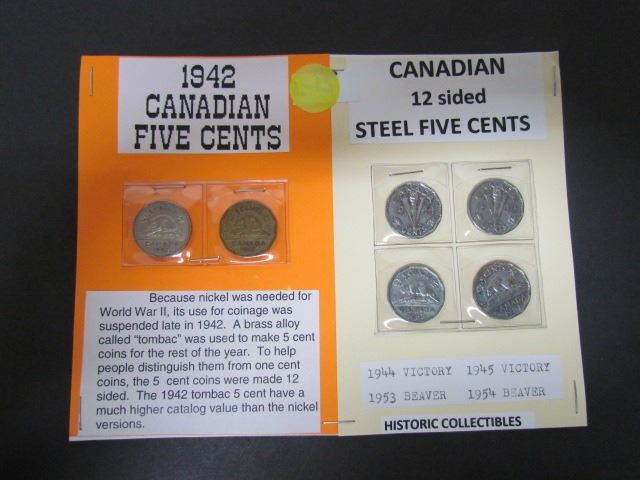 1942
CANADIAN
FIVE CENTS
Because nickel was needed for
World War II, its use for coinage was
suspended late in 1942. A brass alloy
called "tombac" was used to make 5 cent
coins for the rest of the year. To help
people distinguish them from one cent
coins, the 5 cent coins were made 12
sided. The 1942 tombac 5 cent have a
much higher catalog value than the nickel
versions.
CANADIAN
12 sided
STEEL FIVE CENTS
1944 VICTORY 1945 VICTORY
1953 BEAVER 1954 BEAVER
HISTORIC COLLECTIBLES
CANADA